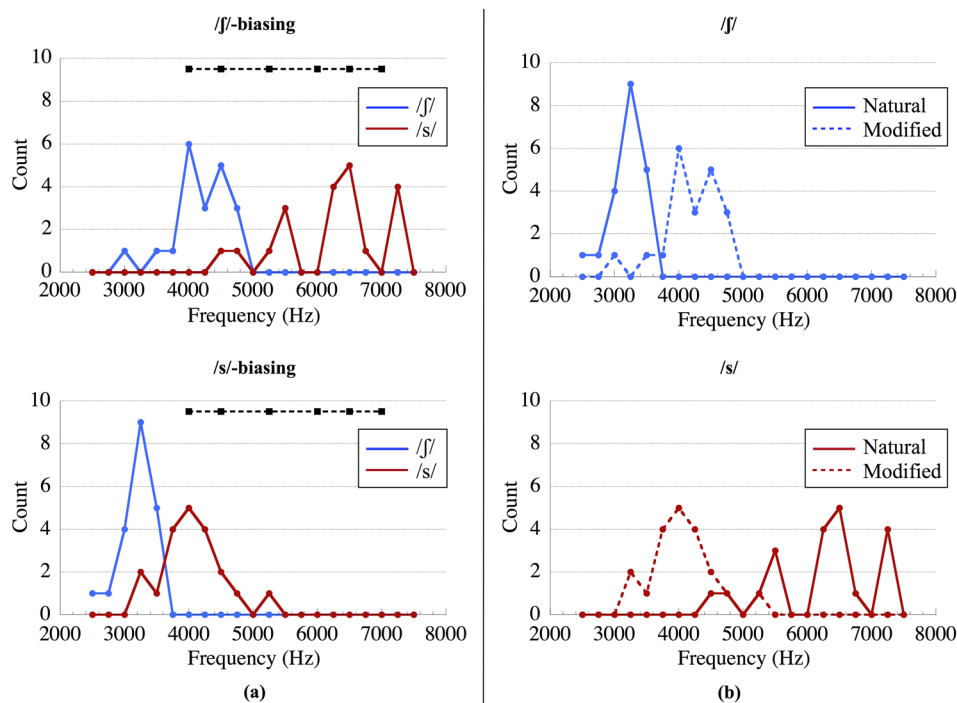 /ʃ/-biasing
10
8
6
4
2
0
Count
2000 3000 4000 5000 6000 7000 8000
Frequency (Hz)
/ʃ/
/s/
/s/-biasing
10
8
6
4
2
0
Count
2000 3000 4000 5000 6000 7000 8000
Frequency (Hz)
/ʃ/
/s/
(a)
/ʃ/
10
8
6
4
2
0
Count
2000 3000 4000 5000 6000 7000 8000
Frequency (Hz)
Natural
Modified
/s/
10
8
6
4
2
0
Count
2000 3000 4000 5000 6000 7000 8000
Frequency (Hz)
Natural
Modified
(b)